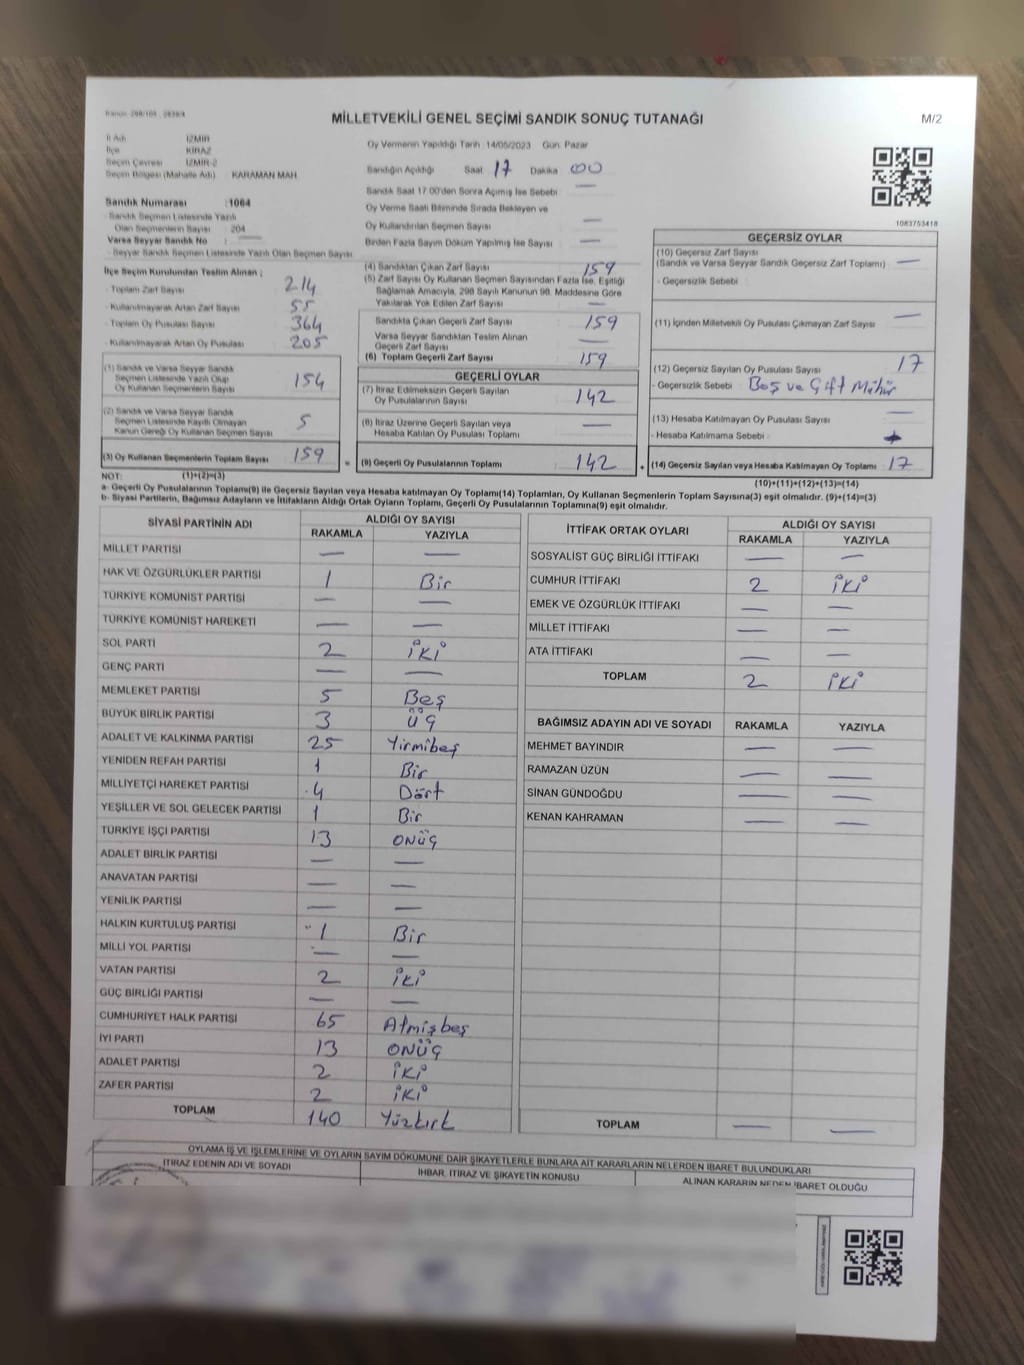 MİLLETVEKİLİ GENEL SEÇİMİ SANDIK SONUÇ TUTANAĞI
M/2
İl Adı : İZMİR
İlçe : KİRAZ
Seçim Çevresi : İZMİR-2
Seçim Bölgesi (Mahalle Adı) : KARAMAN MAH
Sandık Numarası :1064
- Sandık Seçmen Listesinde Yazılı
Olan Seçmenlerin Sayısı : 204
Varsa Seyyar Sandık No : —
- Seyyar Sandık Seçmen Listesinde Yazılı Olan Seçmen Sayısı :
İlçe Seçim Kurulundan Teslim Alınan ;
- Toplam Zarf Sayısı : 214
- Kullanılmayarak Artan Zarf Sayısı : 55
- Toplam Oy Pusulası Sayısı : 364
- Kullanılmayarak Artan Oy Pusulası : 205
(1) Sandık ve Varsa Seyyar Sandık
Seçmen Listesinde Yazılı Olup
Oy Kullanan Seçmenlerin Sayısı : 154
(2) Sandık ve Varsa Seyyar Sandık
Seçmen Listesinde Kayıtlı Olmayan
Kanun Gereği Oy Kullanan Seçmen Sayısı : 5
(3) Oy Kullanan Seçmenlerin Toplam Sayısı : 159
Oy Vermenin Yapıldığı Tarih :14/05/2023 Gün: Pazar
Sandığın Açıldığı Saat : 17 Dakika : 00
Sandık Saat 17:00'den Sonra Açılmış İse Sebebi : —
Oy Verme Saati Bitiminde Sırada Bekleyen ve
Oy Kullandırılan Seçmen Sayısı : —
Birden Fazla Sayım Döküm Yapılmış İse Sayısı : —
(4) Sandıktan Çıkan Zarf Sayısı : 159
(5) Zarf Sayısı Oy Kullanan Seçmen Sayısından Fazla İse, Eşitliği
Sağlamak Amacıyla, 298 Sayılı Kanunun 98. Maddesine Göre
Yakılarak Yok Edilen Zarf Sayısı : —
Sandıkta Çıkan Geçerli Zarf Sayısı : 159
Varsa Seyyar Sandıktan Teslim Alınan
Geçerli Zarf Sayısı : —
(6) Toplam Geçerli Zarf Sayısı : 159
GEÇERLİ OYLAR
(7) İtiraz Edilmeksizin Geçerli Sayılan
Oy Pusulalarının Sayısı : 142
(8) İtiraz Üzerine Geçerli Sayılan veya
Hesaba Katılan Oy Pusulası Toplamı : —
(9) Geçerli Oy Pusulalarının Toplamı : 142
1083753418
GEÇERSİZ OYLAR
(10) Geçersiz Zarf Sayısı
(Sandık ve Varsa Seyyar Sandık Geçersiz Zarf Toplamı) : —
- Geçersizlik Sebebi :
(11) İçinden Milletvekili Oy Pusulası Çıkmayan Zarf Sayısı : —
(12) Geçersiz Sayılan Oy Pusulası Sayısı : 17
- Geçersizlik Sebebi : Boş ve Çift Mühür
(13) Hesaba Katılmayan Oy Pusulası Sayısı : —
- Hesaba Katılmama Sebebi :
(14) Geçersiz Sayılan veya Hesaba Katılmayan Oy Toplamı : 17
NOT: (1)+(2)=(3)
(10)+(11)+(12)+(13)=(14)
a- Geçerli Oy Pusulaları Toplamı(9) ile Geçersiz Sayılan veya Hesaba katılmayan Oy Toplamı(14) Toplamları, Oy Kullanan Seçmenlerin Toplam Sayısına(3) eşit olmalıdır. (9)+(14)=(3)
b- Siyasi Partilerin, Bağımsız Adayların ve İttifakların Aldığı Ortak Oyların Toplamı, Geçerli Oy Pusulalarının Toplamına(9) eşit olmalıdır.
SİYASİ PARTİNİN ADI ALDIĞI OY SAYISI
RAKAMLA YAZIYLA
MİLLET PARTİSİ — —
HAK VE ÖZGÜRLÜKLER PARTİSİ 1 Bir
TÜRKİYE KOMÜNİST PARTİSİ — —
TÜRKİYE KOMÜNİST HAREKETİ — —
SOL PARTİ 2 İKİ
GENÇ PARTİ — —
MEMLEKET PARTİSİ 5 Beş
BÜYÜK BİRLİK PARTİSİ 3 üç
ADALET VE KALKINMA PARTİSİ 25 Yirmibeş
YENİDEN REFAH PARTİSİ 1 Bir
MİLLİYETÇİ HAREKET PARTİSİ 4 Dört
YEŞİLLER VE SOL GELECEK PARTİSİ 1 Bir
TÜRKİYE İŞÇİ PARTİSİ 13 ONÜÇ
ADALET BİRLİK PARTİSİ — —
ANAVATAN PARTİSİ — —
YENİLİK PARTİSİ — —
HALKIN KURTULUŞ PARTİSİ 1 Bir
MİLLİ YOL PARTİSİ — —
VATAN PARTİSİ 2 İKİ
GÜÇ BİRLİĞİ PARTİSİ — —
CUMHURİYET HALK PARTİSİ 65 Atmışbeş
İYİ PARTİ 13 ONÜÇ
ADALET PARTİSİ 2 İKİ
ZAFER PARTİSİ 2 İKİ
TOPLAM 140 Yüzkırk
İTTİFAK ORTAK OYLARI ALDIĞI OY SAYISI
RAKAMLA YAZIYLA
SOSYALİST GÜÇ BİRLİĞİ İTTİFAKI — —
CUMHUR İTTİFAKI 2 İKİ
EMEK VE ÖZGÜRLÜK İTTİFAKI — —
MİLLET İTTİFAKI — —
ATA İTTİFAKI — —
TOPLAM 2 İKİ
BAĞIMSIZ ADAYIN ADI VE SOYADI RAKAMLA YAZIYLA
MEHMET BAYINDIR — —
RAMAZAN ÜZÜN — —
SİNAN GÜNDOĞDU — —
KENAN KAHRAMAN — —
TOPLAM — —
OYLAMA İŞ VE İŞLEMLERİNE VE OYLARIN SAYIM DÖKÜMÜNE DAİR ŞİKAYETLERLE BUNLARA AİT KARARLARIN NELERDEN İBARET BULUNDUKLARI
İTİRAZ EDENİN ADI VE SOYADI
İHBAR, İTİRAZ VE ŞİKAYETİN KONUSU
ALINAN KARARIN NEDEN İBARET OLDUĞU